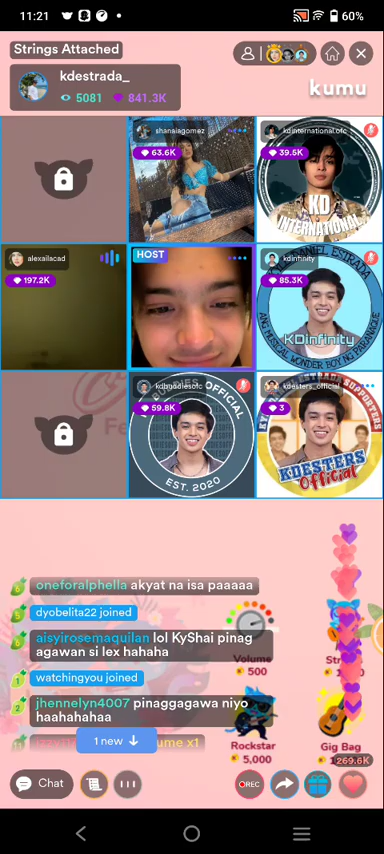 11:21
60%
Strings Attached
kdestrada_
5081 841.3K
kumu
shanaiagomez
63.6K
kdinternational.ofc
39.5K
KD
INTERNATIONAL
alexailacad
197.2K
HOST
kdinfinity
85.3K
KDinfinity
59.8K
OFFICIAL
EST. 2020
kdesters_official
3
KDESTERS
Official
oneforalphella akyat na isa paaaaa
dyobelita22 joined
aisyirosemaquilan lol KyShai pinag
agawan si lex hahaha
watchingyou joined
jhennelyn4007 pinaggagawa niyo
haahahahaa
1 new
Volume
500
Rockstar
5,000
Gig Bag
269.6K
Chat
REC